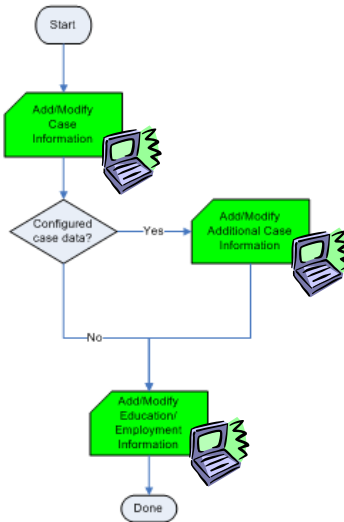 Start
Add/Modify
Case
Information
Configured
case data?
Yes
Add/Modify
Additional Case
Information
No
Add/Modify
Education/
Employment
Information
Done